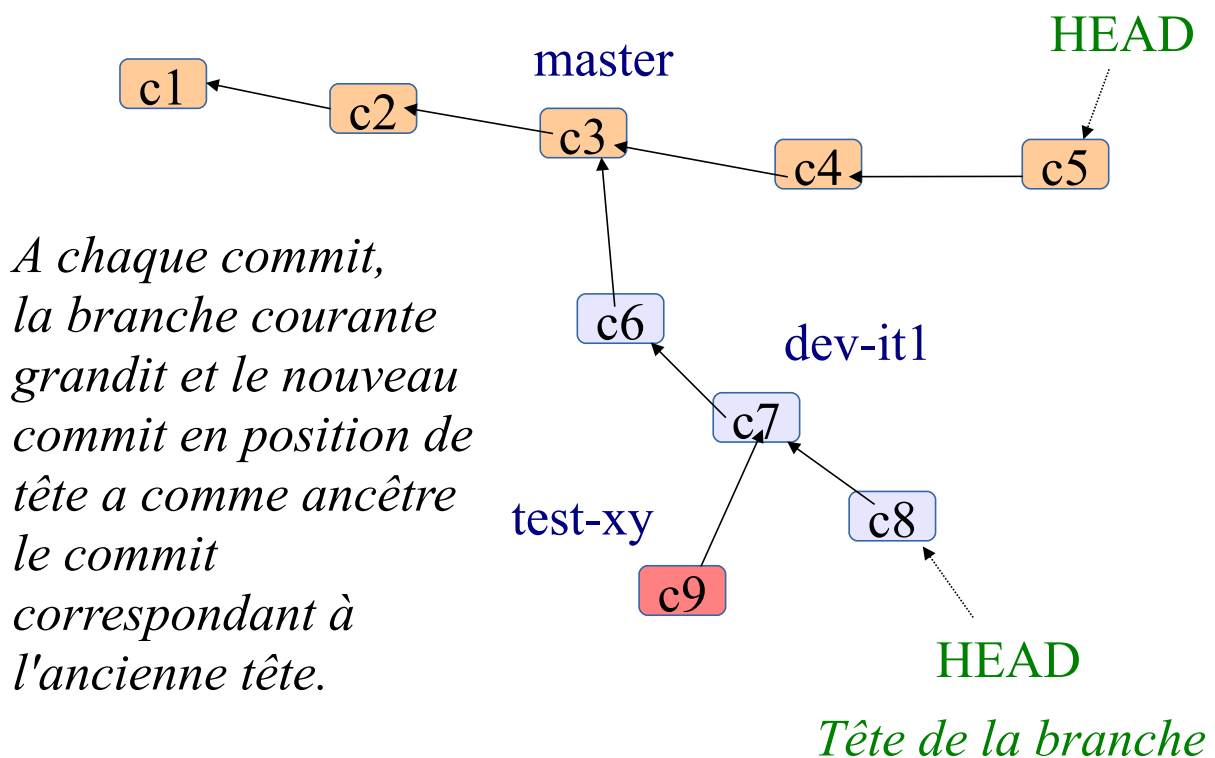 HEAD
master
c1
c2
c3
c4
c5
A chaque commit,
la branche courante
grandit et le nouveau
commit en position de
tête a comme ancêtre
le commit
correspondant à
l'ancienne tête.
c6
dev-it1
c7
test-xy
c8
c9
HEAD
Tête de la branche